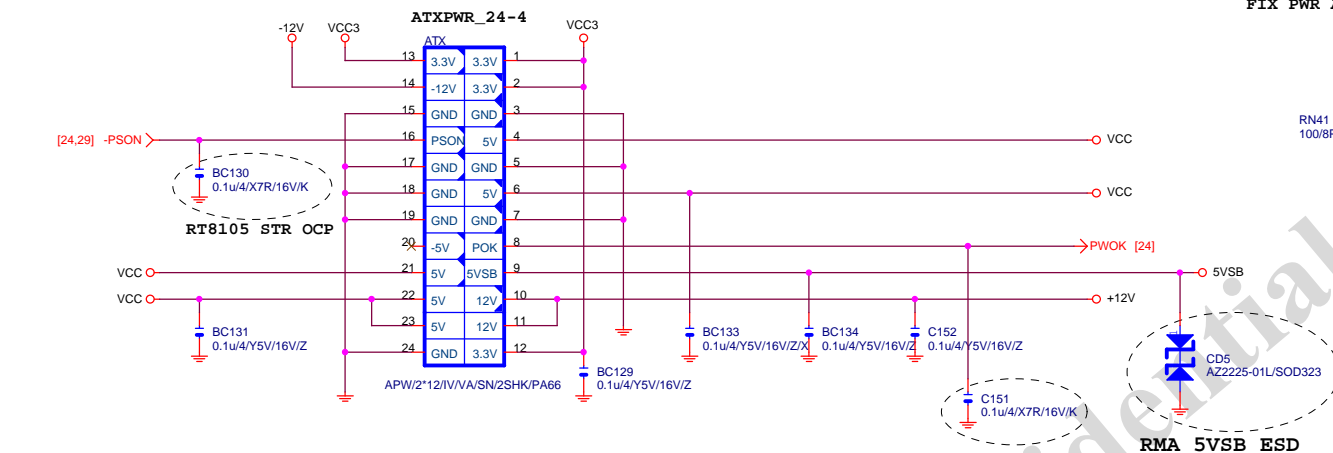 FIX PWR
ATXPWR_24-4
-12V VCC3 VCC3
ATX
13 3.3V 3.3V 1
14 -12V 3.3V 2
15 GND GND 3
[24,29] -PSON 16 PSON 5V 4 VCC
17 GND GND 5
18 GND 5V 6 VCC
19 GND GND 7
20 -5V POK 8 PWOK [24]
VCC 21 5V 5VSB 9 5VSB
VCC 22 5V 12V 10 +12V
23 5V 12V 11
24 GND 3.3V 12
RN41
BC130
0.1u/4/X7R/16V/K
RT8105 STR OCP
BC131
0.1u/4/Y5V/16V/Z
APW/2*12/IV/VA/SN/2SHK/PA66
BC129
0.1u/4/Y5V/16V/Z
BC133
0.1u/4/Y5V/16V/Z/X
BC134
0.1u/4/Y5V/16V/Z
C152
0.1u/4/Y5V/16V/Z
C151
0.1u/4/X7R/16V/K
1
CD5
AZ2225-01L/SOD323
RMA 5VSB ESD